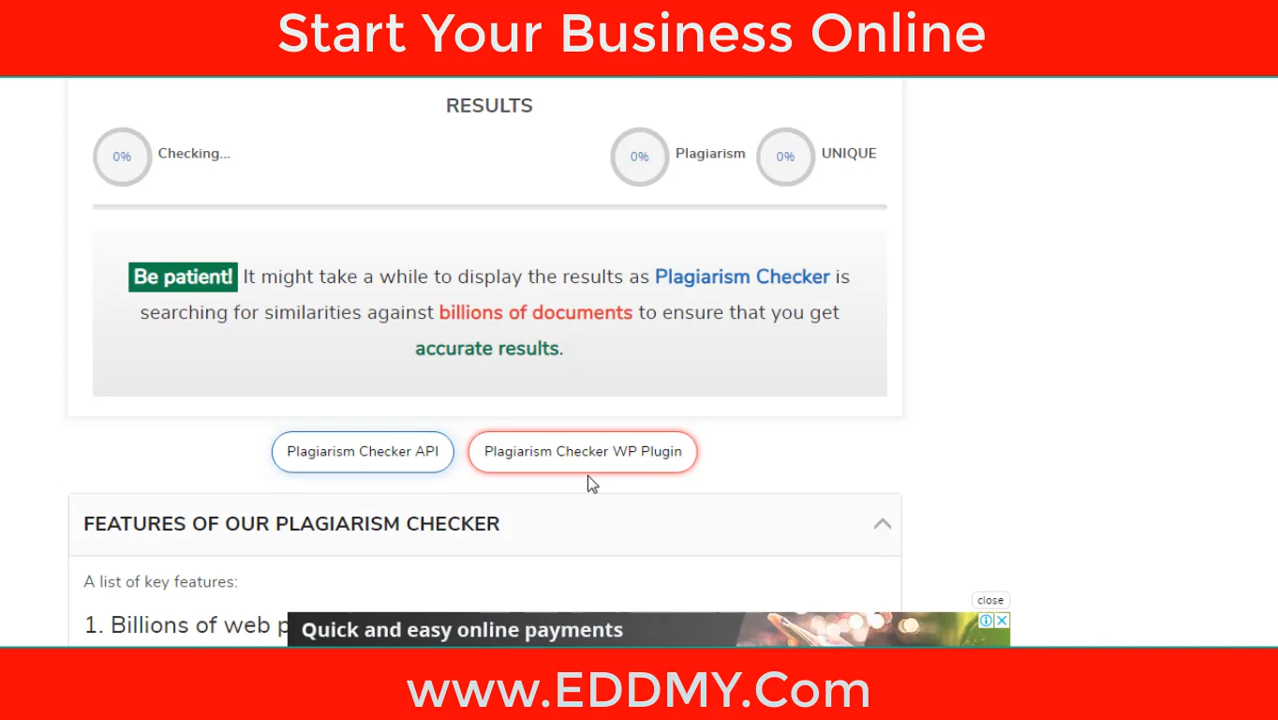 Start Your Business Online
RESULTS
0% Checking... 0% Plagiarism 0% UNIQUE
Be patient! It might take a while to display the results as Plagiarism Checker is
searching for similarities against billions of documents to ensure that you get
accurate results.
Plagiarism Checker API Plagiarism Checker WP Plugin
FEATURES OF OUR PLAGIARISM CHECKER
A list of key features:
close
1. Billions of web p
Quick and easy online payments
www.EDDMY.Com